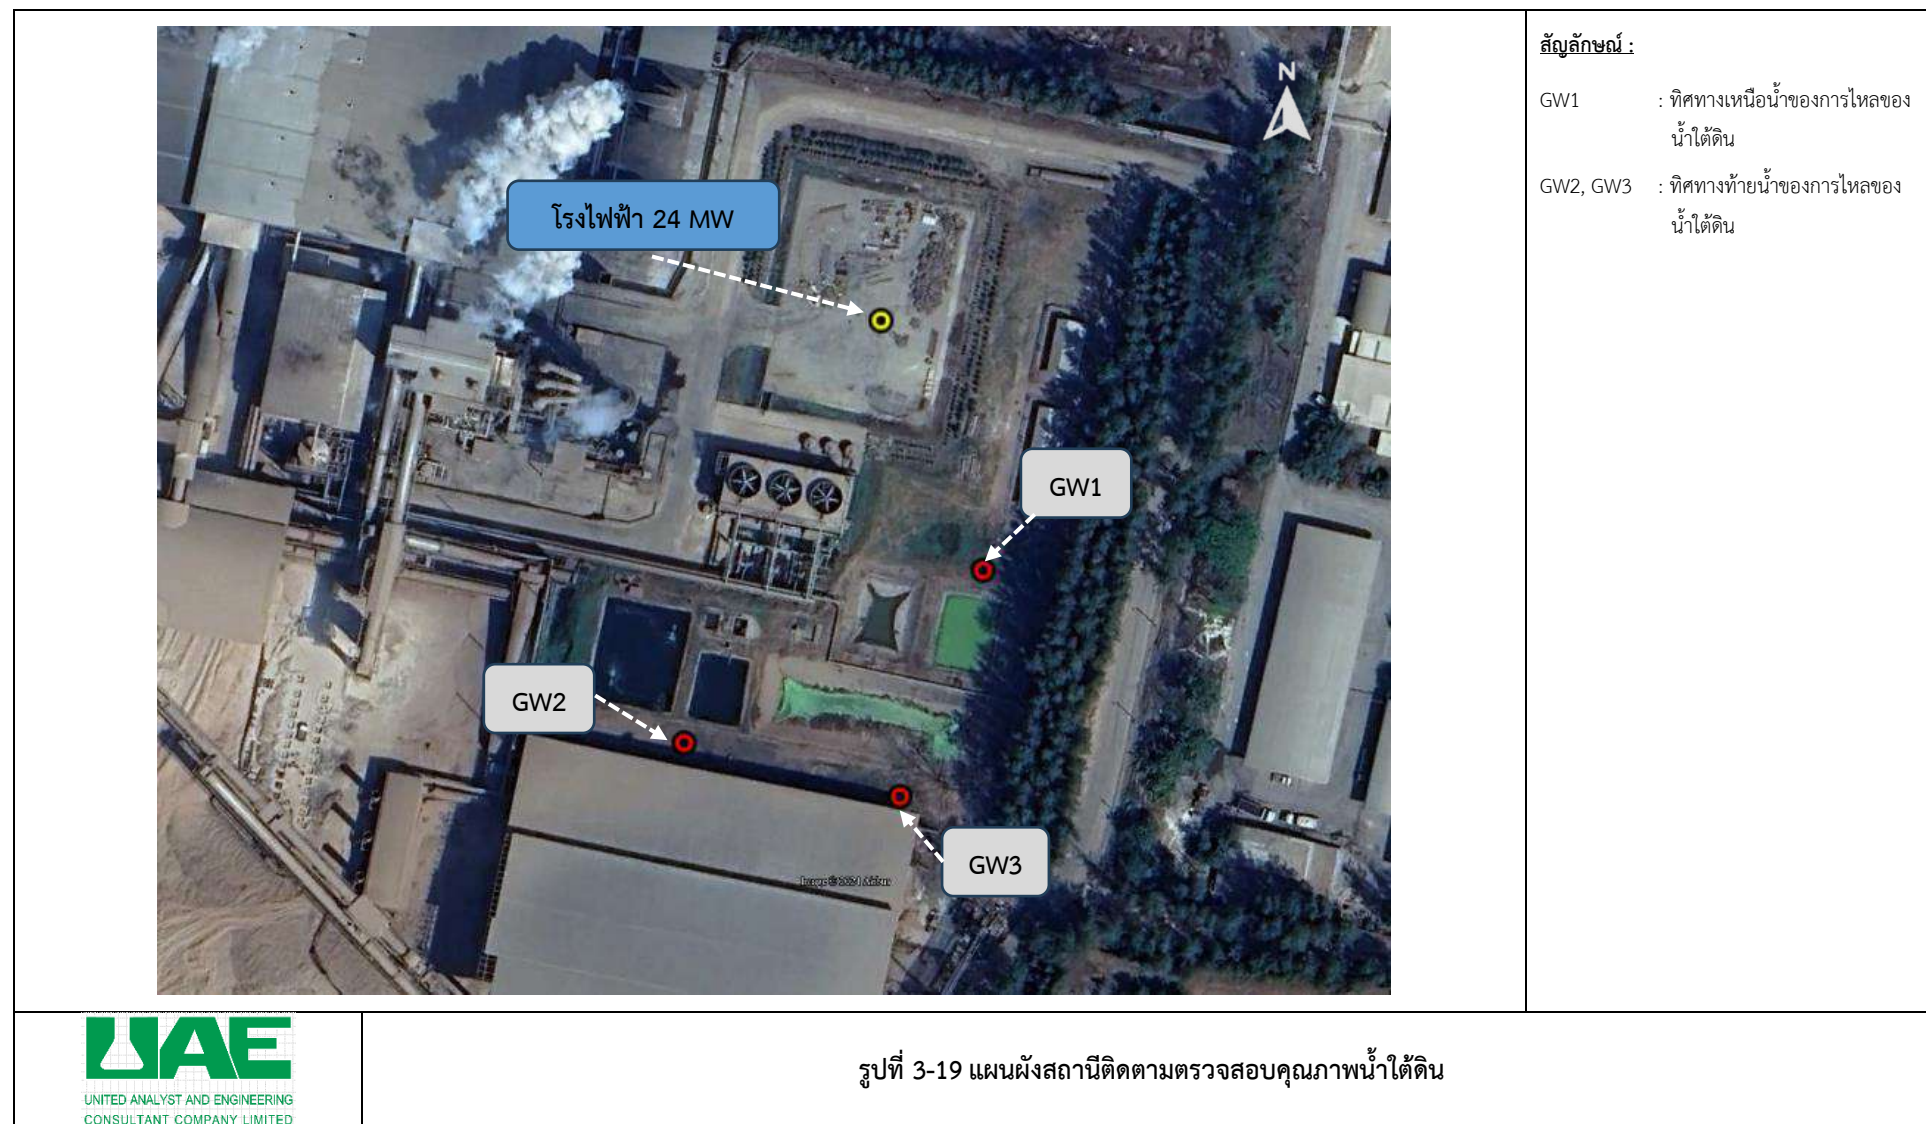 สัญลักษณ์ :
GW1 : ทิศทางเหนือน้ำของการไหลของ
น้ำใต้ดิน
GW2, GW3 : ทิศทางท้ายน้ำของการไหลของ
น้ำใต้ดิน
N
โรงไฟฟ้า 24 MW
GW1
GW2
GW3
Image © 2024 Airbus
UAE
UNITED ANALYST AND ENGINEERING
CONSULTANT COMPANY LIMITED
รูปที่ 3-19 แผนผังสถานีติดตามตรวจสอบคุณภาพน้ำใต้ดิน